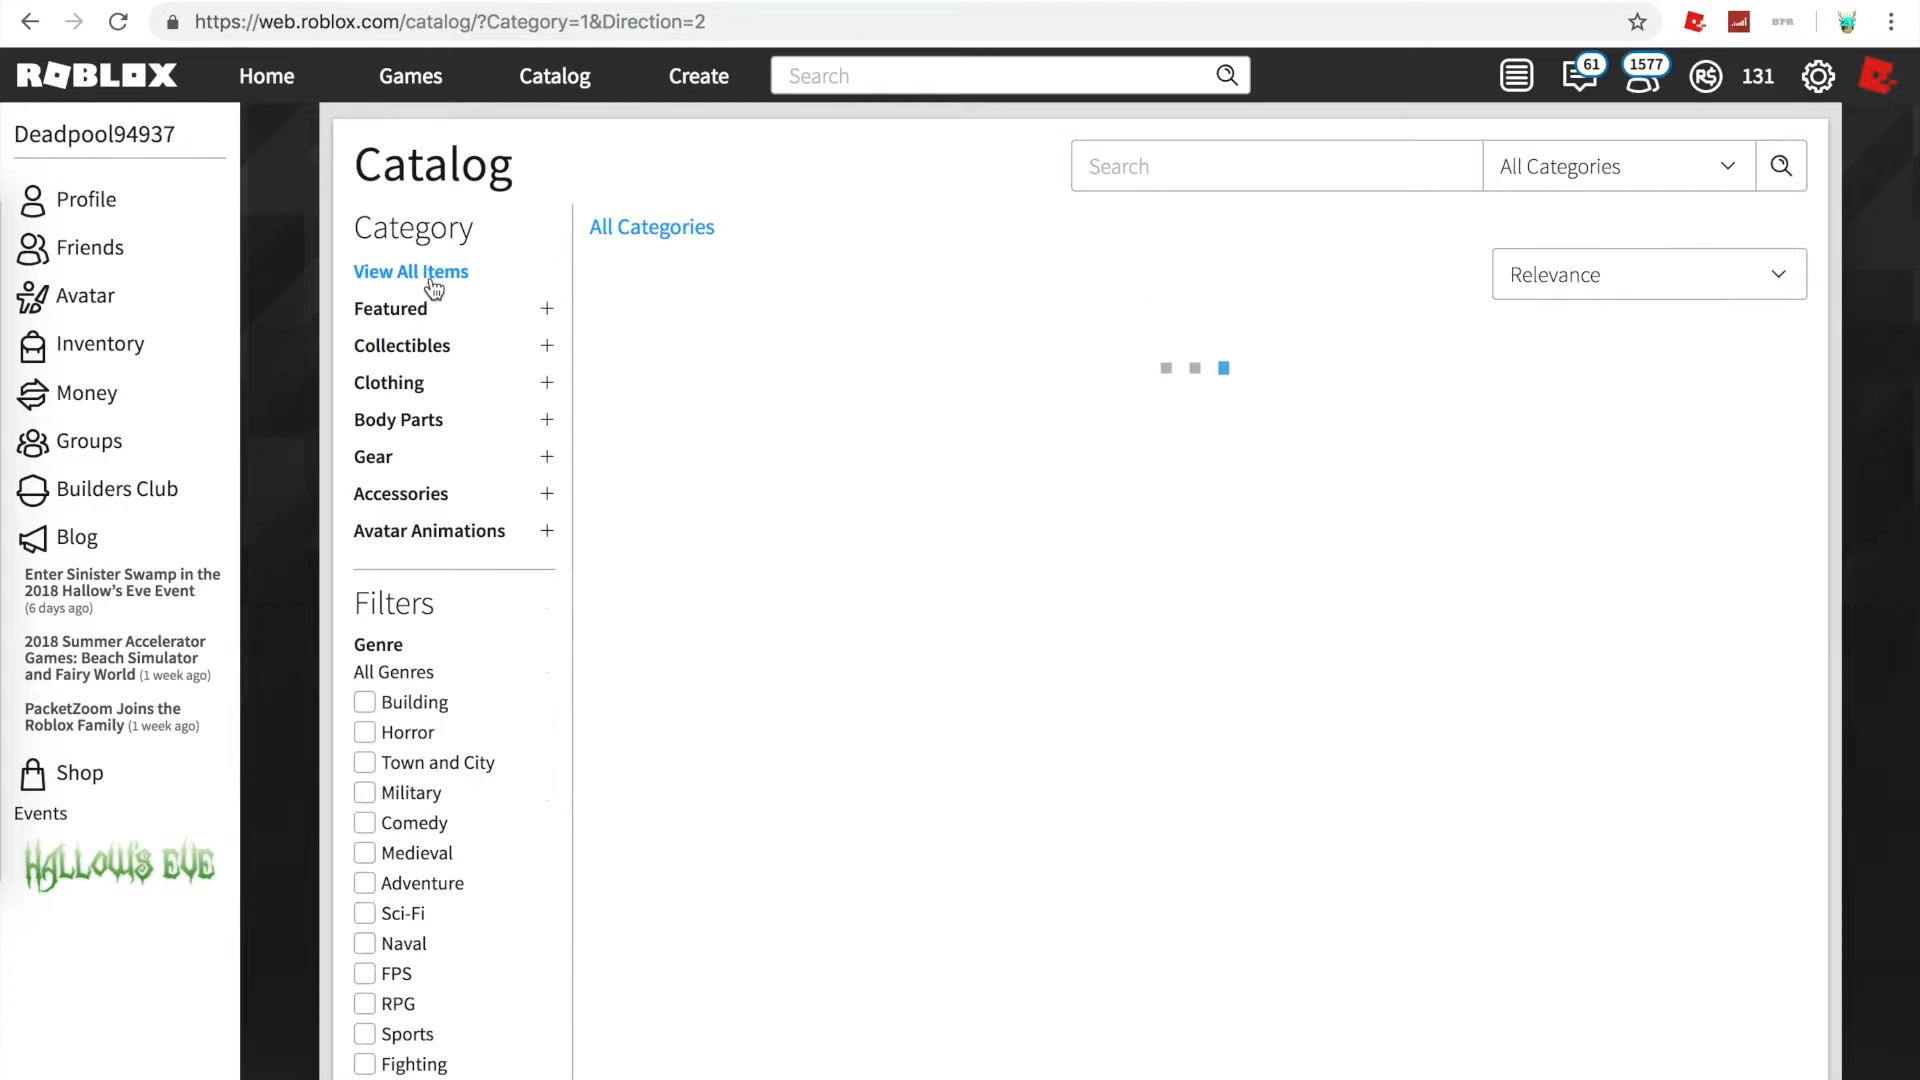 https://web.roblox.com/catalog/?Category=1&Direction=2
BPR
ROBLOX
Home
Games
Catalog
Create
Search
61
1577
R$
131
Deadpool94937
Profile
Friends
Avatar
Inventory
Money
Groups
Builders Club
Blog
Enter Sinister Swamp in the
2018 Hallow's Eve Event
(6 days ago)
2018 Summer Accelerator
Games: Beach Simulator
and Fairy World (1 week ago)
PacketZoom Joins the
Roblox Family (1 week ago)
Shop
Events
HALLOW'S EVE
Catalog
Search
All Categories
Category
View All Items
Featured +
Collectibles +
Clothing +
Body Parts +
Gear +
Accessories +
Avatar Animations +
All Categories
Relevance
Filters
Genre
All Genres
Building
Horror
Town and City
Military
Comedy
Medieval
Adventure
Sci-Fi
Naval
FPS
RPG
Sports
Fighting